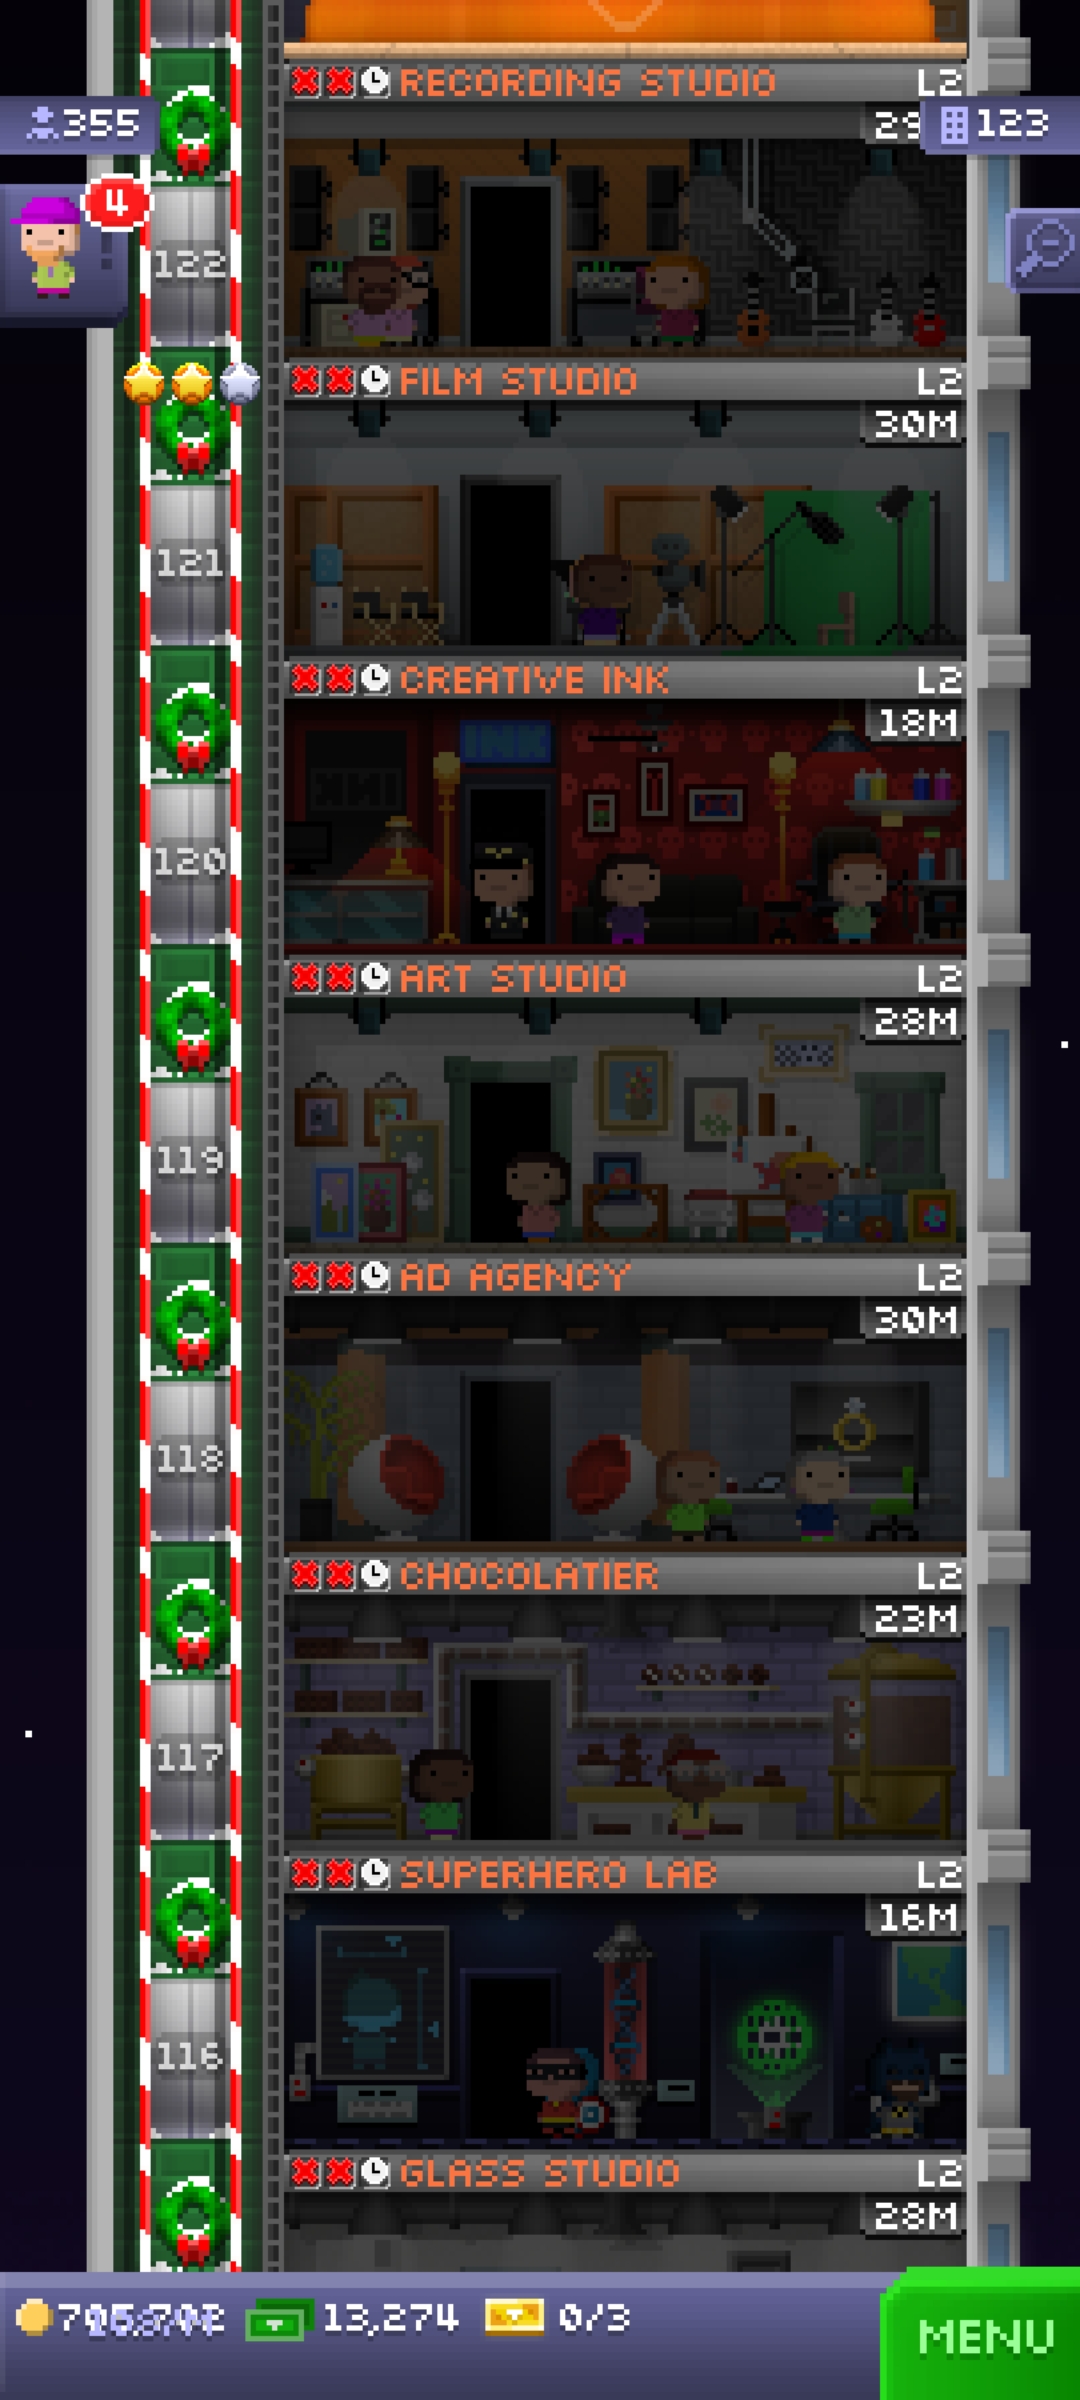 RECORDING STUDIO L2
355
123
4
122
FILM STUDIO L2
30M
121
CREATIVE INK L2
18M
INK
120
ART STUDIO L2
28M
119
AD AGENCY L2
30M
118
CHOCOLATIER L2
23M
117
SUPERHERO LAB L2
16M
116
GLASS STUDIO L2
28M
13,274 0/3
MENU